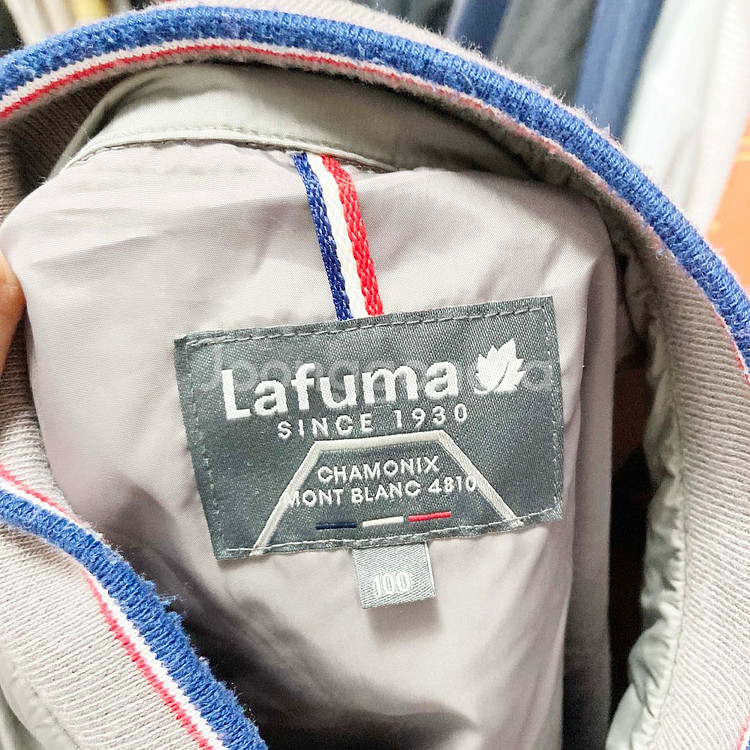 Lafuma
SINCE 1930
CHAMONIX
MONT BLANC 4810
100